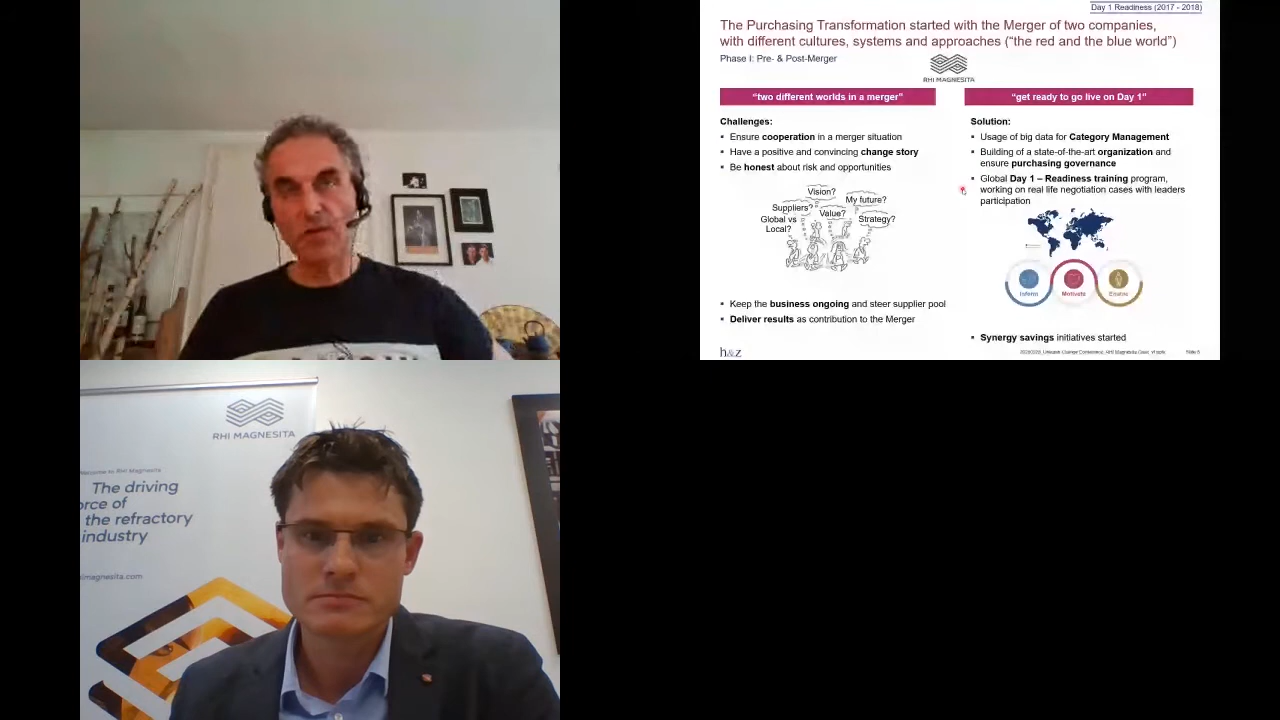 Day 1 Readiness (2017 - 2018)
The Purchasing Transformation started with the Merger of two companies,
with different cultures, systems and approaches (“the red and the blue world”)
Phase I: Pre- & Post-Merger
RHI MAGNESITA
“two different worlds in a merger”
Challenges:
▪ Ensure cooperation in a merger situation
▪ Have a positive and convincing change story
▪ Be honest about risk and opportunities
Vision?
My future?
Suppliers?
Value?
Strategy?
Global vs
Local?
▪ Keep the business ongoing and steer supplier pool
▪ Deliver results as contribution to the Merger
“get ready to go live on Day 1”
Solution:
▪ Usage of big data for Category Management
▪ Building of a state-of-the-art organization and
ensure purchasing governance
▪ Global Day 1 – Readiness training program,
working on real life negotiation cases with leaders
participation
Inform
Motivate
Enable
▪ Synergy savings initiatives started
h&z
Slide
RHI MAGNESITA
Welcome to RHI Magnesita
The driving
orce of
the refractory
industry
magnesita.com